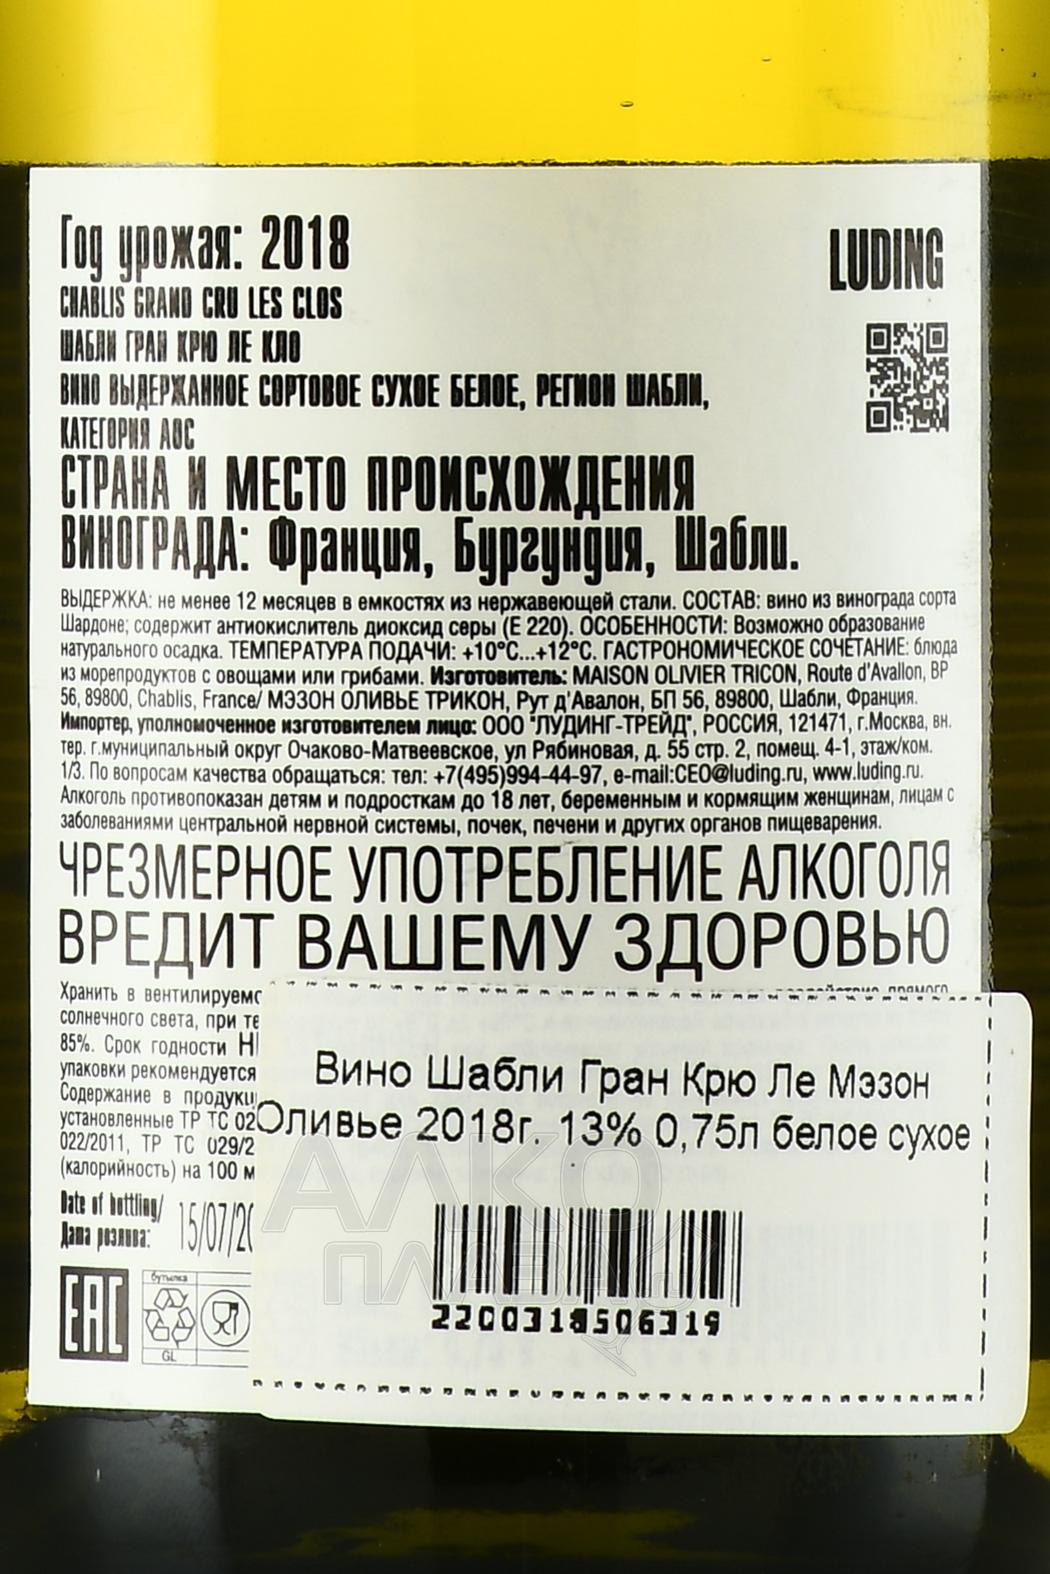 Год урожая: 2018
LUDING
CHABLIS GRAND CRU LES CLOS
ШАБЛИ ГРАН КРЮ ЛЕ КЛО
ВИНО ВЫДЕРЖАННОЕ СОРТОВОЕ СУХОЕ БЕЛОЕ, РЕГИОН ШАБЛИ,
КАТЕГОРИЯ АОС
СТРАНА И МЕСТО ПРОИСХОЖДЕНИЯ
ВИНОГРАДА: Франция, Бургундия, Шабли.
ВЫДЕРЖКА: не менее 12 месяцев в емкостях из нержавеющей стали. СОСТАВ: вино из винограда сорта
Шардоне; содержит антиокислитель диоксид серы (Е 220). ОСОБЕННОСТИ: Возможно образование
натурального осадка. ТЕМПЕРАТУРА ПОДАЧИ: +10°С...+12°С. ГАСТРОНОМИЧЕСКОЕ СОЧЕТАНИЕ: блюда
из морепродуктов с овощами или грибами. Изготовитель: MAISON OLIVIER TRICON, Route d'Avallon, BP
56, 89800, Chablis, France/ МЭЗОН ОЛИВЬЕ ТРИКОН, Рут д'Авалон, БП 56, 89800, Шабли, Франция.
Импортер, уполномоченное изготовителем лицо: ООО "ЛУДИНГ-ТРЕЙД", РОССИЯ, 121471, г.Москва, вн.
тер. г.муниципальный округ Очаково-Матвеевское, ул Рябиновая, д. 55 стр. 2, помещ. 4-1, этаж/ком.
1/3. По вопросам качества обращаться: тел: +7(495)994-44-97, e-mail:CEO@luding.ru, www.luding.ru.
Алкоголь противопоказан детям и подросткам до 18 лет, беременным и кормящим женщинам, лицам с
заболеваниями центральной нервной системы, почек, печени и других органов пищеварения.
ЧРЕЗМЕРНОЕ УПОТРЕБЛЕНИЕ АЛКОГОЛЯ
ВРЕДИТ ВАШЕМУ ЗДОРОВЬЮ
Хранить в вентилируемо
солнечного света, при те
85%. Срок годности Н
упаковки рекомендуется
Содержание в продукц
установленные ТР ТС 02
022/2011, ТР ТС 029/2
(калорийность) на 100 м
Date of bottling/
Дата розлива: 15/07/20
EAC
бутылка
GL
Вино Шабли Гран Крю Ле Мэзон
Оливье 2018г. 13% 0,75л белое сухое
2200318506319
АЛКО
ПЛАЗА